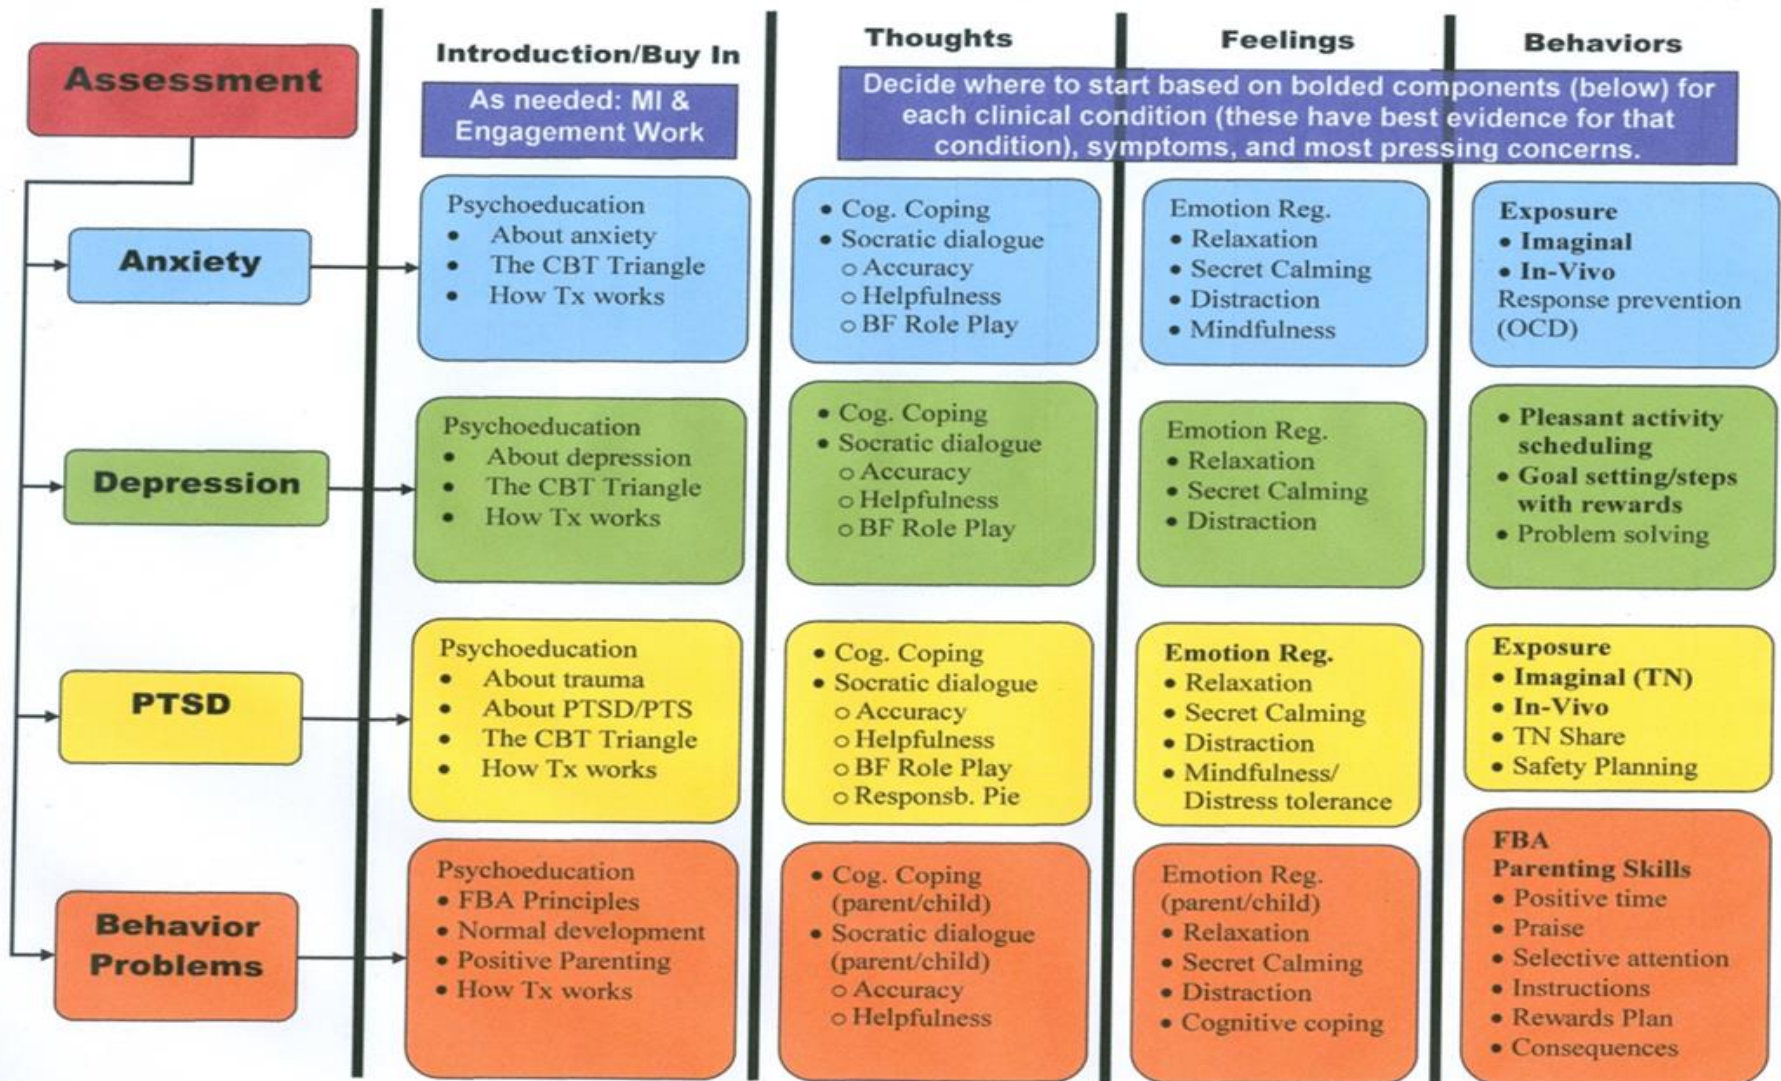 Assessment
Introduction/Buy In
As needed: MI &
Engagement Work
Thoughts
Feelings
Behaviors
Decide where to start based on bolded components (below) for
each clinical condition (these have best evidence for that
condition), symptoms, and most pressing concerns.
Anxiety
Psychoeducation
• About anxiety
• The CBT Triangle
• How Tx works
• Cog. Coping
• Socratic dialogue
o Accuracy
o Helpfulness
o BF Role Play
Emotion Reg.
• Relaxation
• Secret Calming
• Distraction
• Mindfulness
Exposure
• Imaginal
• In-Vivo
Response prevention
(OCD)
Depression
Psychoeducation
• About depression
• The CBT Triangle
• How Tx works
• Cog. Coping
• Socratic dialogue
o Accuracy
o Helpfulness
o BF Role Play
Emotion Reg.
• Relaxation
• Secret Calming
• Distraction
• Pleasant activity
scheduling
• Goal setting/steps
with rewards
• Problem solving
PTSD
Psychoeducation
• About trauma
• About PTSD/PTS
• The CBT Triangle
• How Tx works
• Cog. Coping
• Socratic dialogue
o Accuracy
o Helpfulness
o BF Role Play
o Responsb. Pie
Emotion Reg.
• Relaxation
• Secret Calming
• Distraction
• Mindfulness/
Distress tolerance
Exposure
• Imaginal (TN)
• In-Vivo
• TN Share
• Safety Planning
Behavior
Problems
Psychoeducation
• FBA Principles
• Normal development
• Positive Parenting
• How Tx works
• Cog. Coping
(parent/child)
• Socratic dialogue
(parent/child)
o Accuracy
o Helpfulness
Emotion Reg.
(parent/child)
• Relaxation
• Secret Calming
• Distraction
• Cognitive coping
FBA
Parenting Skills
• Positive time
• Praise
• Selective attention
• Instructions
• Rewards Plan
• Consequences